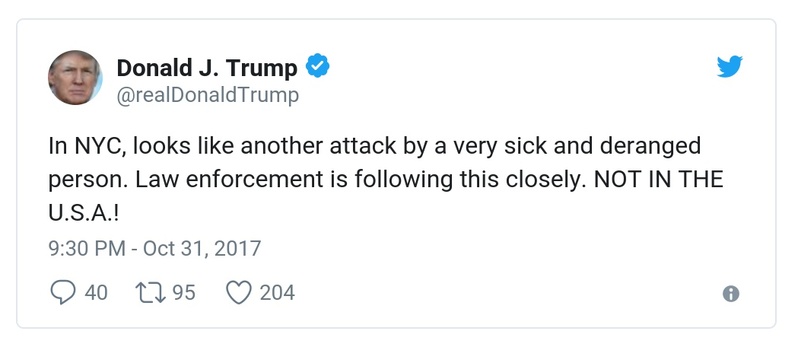 Donald J. Trump
@realDonaldTrump
In NYC, looks like another attack by a very sick and deranged
person. Law enforcement is following this closely. NOT IN THE
U.S.A.!
9:30 PM - Oct 31, 2017
40 95 204